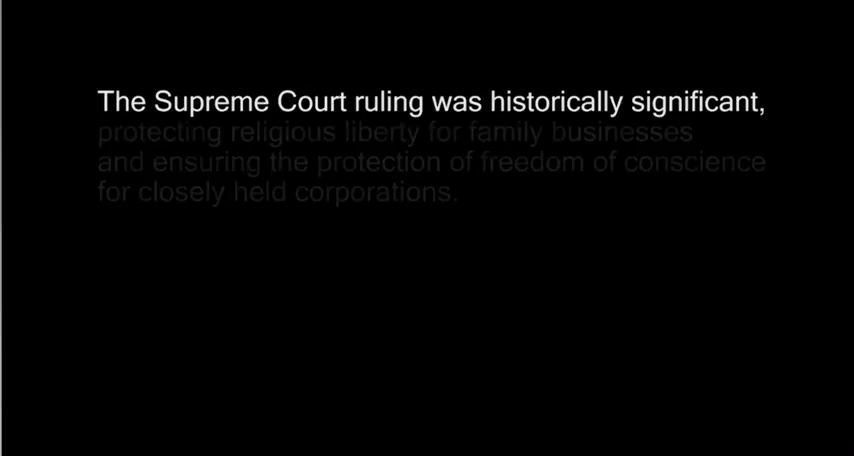 The Supreme Court ruling was historically significant,
protecting religious liberty for family businesses
and ensuring the protection of freedom of conscience
for closely held corporations.